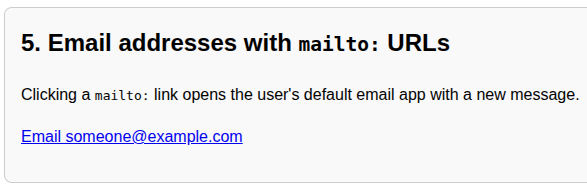 5. Email addresses with mailto: URLs
Clicking a mailto: link opens the user's default email app with a new message.
Email someone@example.com